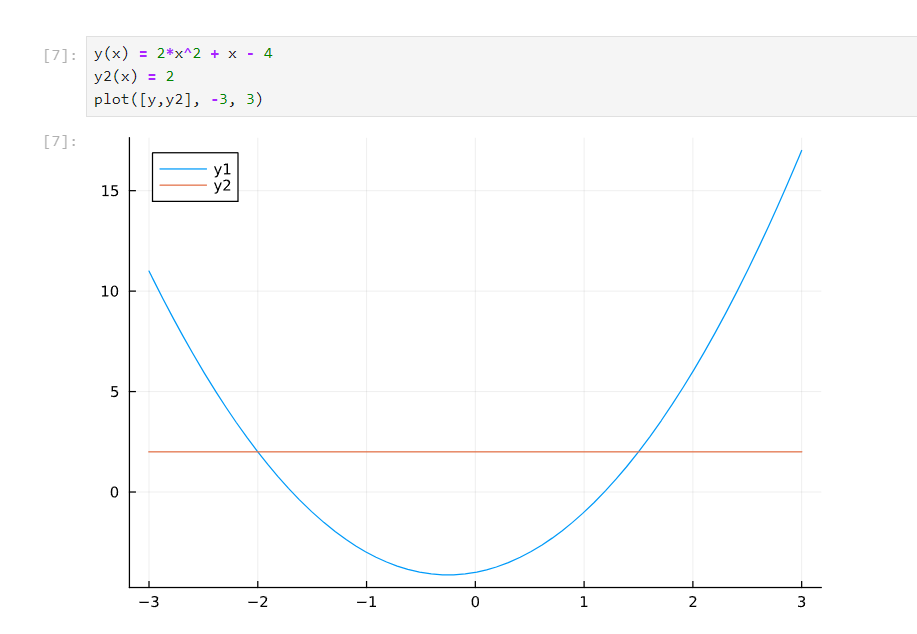 [7]: y(x) = 2*x^2 + x - 4
y2(x) = 2
plot([y,y2], -3, 3)
[7]:
y1
y2
15
10
5
0
−3 −2 −1 0 1 2 3